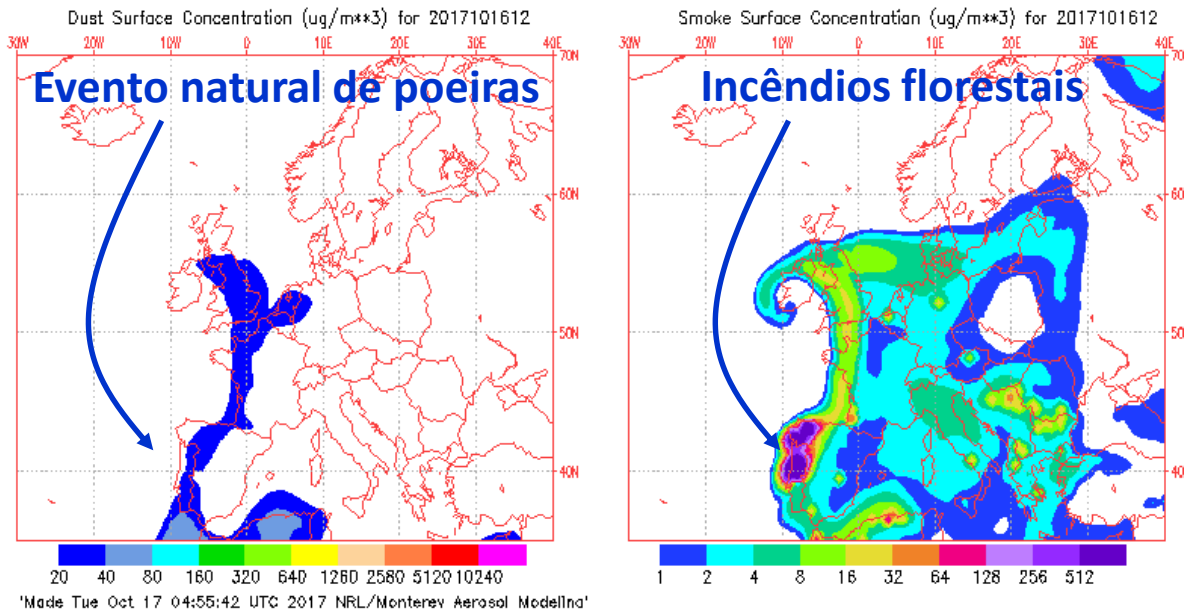 Dust Surface Concentration (ug/m**3) for 2017101612
30W 20W 10W 0 10E 20E 30E 40E
70N
Evento natural de poeiras
60N
50N
40N
20 40 80 160 320 640 1260 2580 5120 10240
'Made Tue Oct 17 04:55:42 UTC 2017 NRL/Monterey Aerosol Modeling'
Smoke Surface Concentration (ug/m**3) for 2017101612
30W 20W 10W 0 10E 20E 30E 40E
70N
Incêndios florestais
60N
50N
40N
1 2 4 8 16 32 64 128 256 512